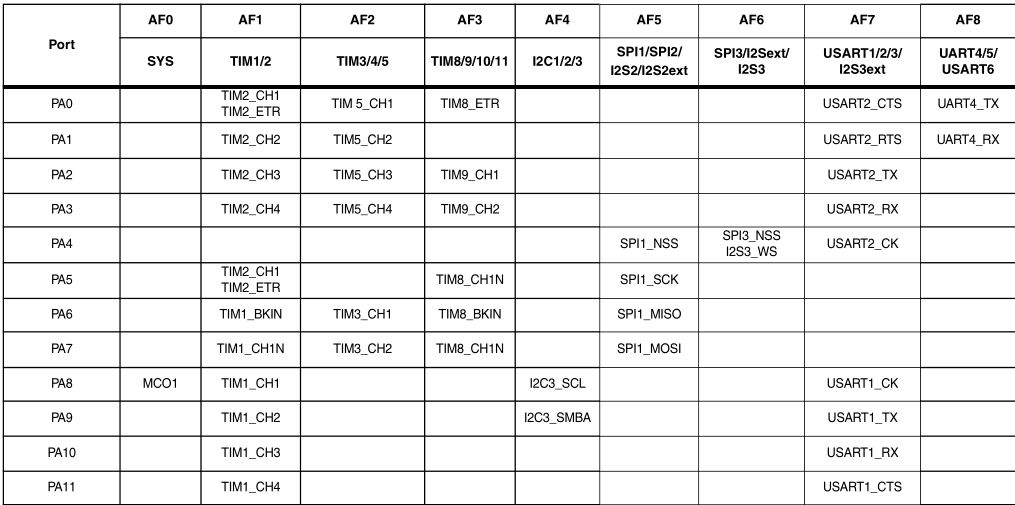 Port AF0 AF1 AF2 AF3 AF4 AF5 AF6 AF7 AF8
SYS TIM1/2 TIM3/4/5 TIM8/9/10/11 I2C1/2/3 SPI1/SPI2/ I2S2/I2S2ext SPI3/I2Sext/ I2S3 USART1/2/3/ I2S3ext UART4/5/ USART6
PA0 TIM2_CH1 TIM2_ETR TIM 5_CH1 TIM8_ETR USART2_CTS UART4_TX
PA1 TIM2_CH2 TIM5_CH2 USART2_RTS UART4_RX
PA2 TIM2_CH3 TIM5_CH3 TIM9_CH1 USART2_TX
PA3 TIM2_CH4 TIM5_CH4 TIM9_CH2 USART2_RX
PA4 SPI1_NSS SPI3_NSS I2S3_WS USART2_CK
PA5 TIM2_CH1 TIM2_ETR TIM8_CH1N SPI1_SCK
PA6 TIM1_BKIN TIM3_CH1 TIM8_BKIN SPI1_MISO
PA7 TIM1_CH1N TIM3_CH2 TIM8_CH1N SPI1_MOSI
PA8 MCO1 TIM1_CH1 I2C3_SCL USART1_CK
PA9 TIM1_CH2 I2C3_SMBA USART1_TX
PA10 TIM1_CH3 USART1_RX
PA11 TIM1_CH4 USART1_CTS